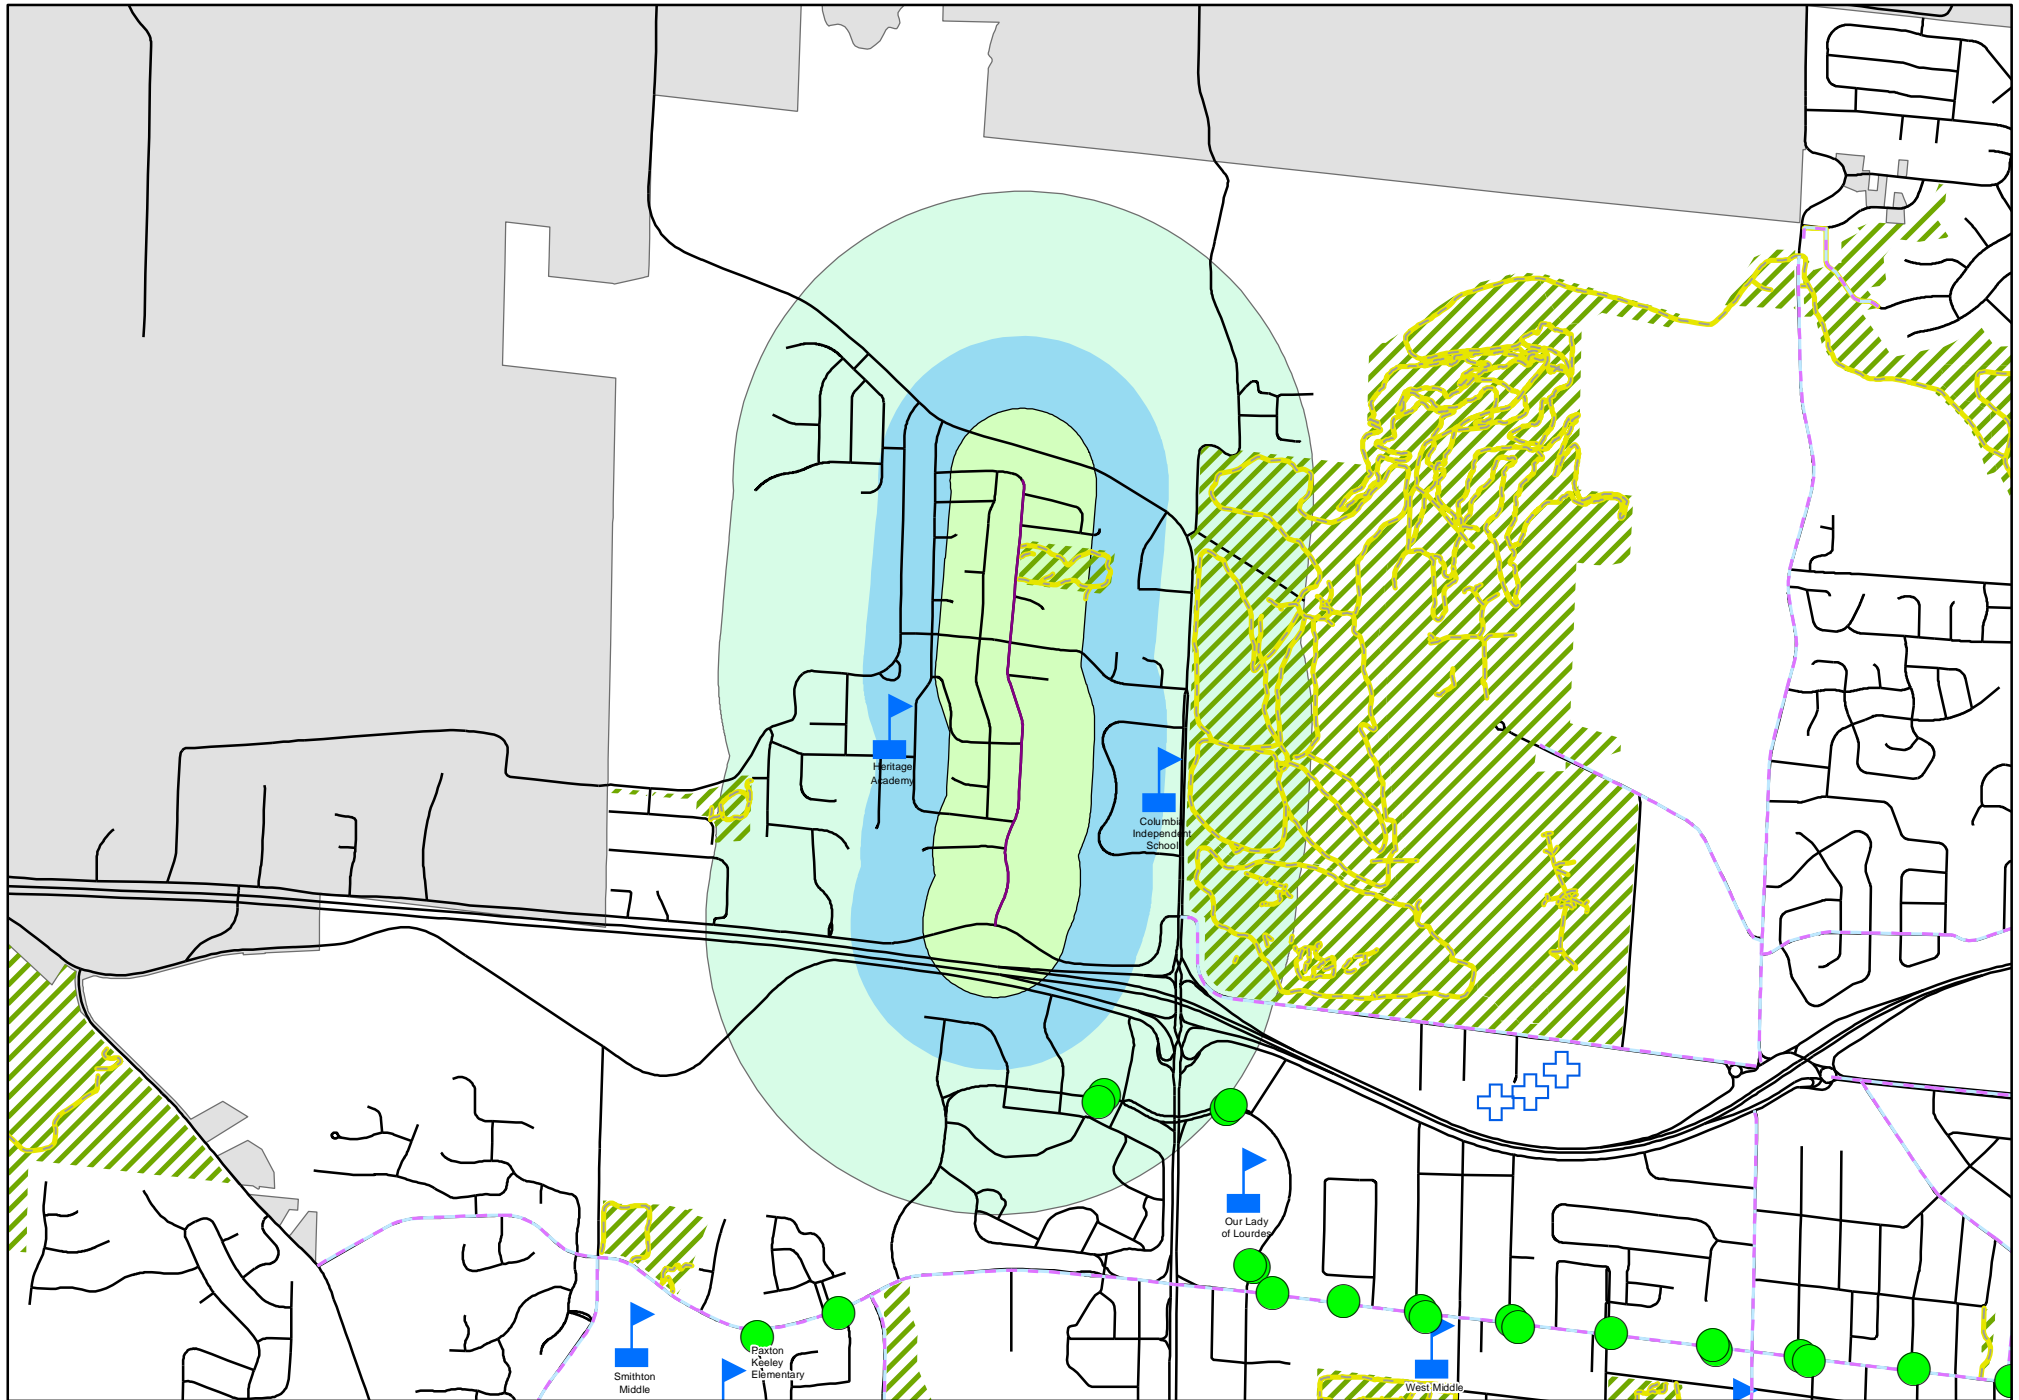 Heritage
Academy
Columbia
Independent
School
Our Lady
of Lourdes
Paxton
Keeley
Elementary
Smithton
Middle
West Middle